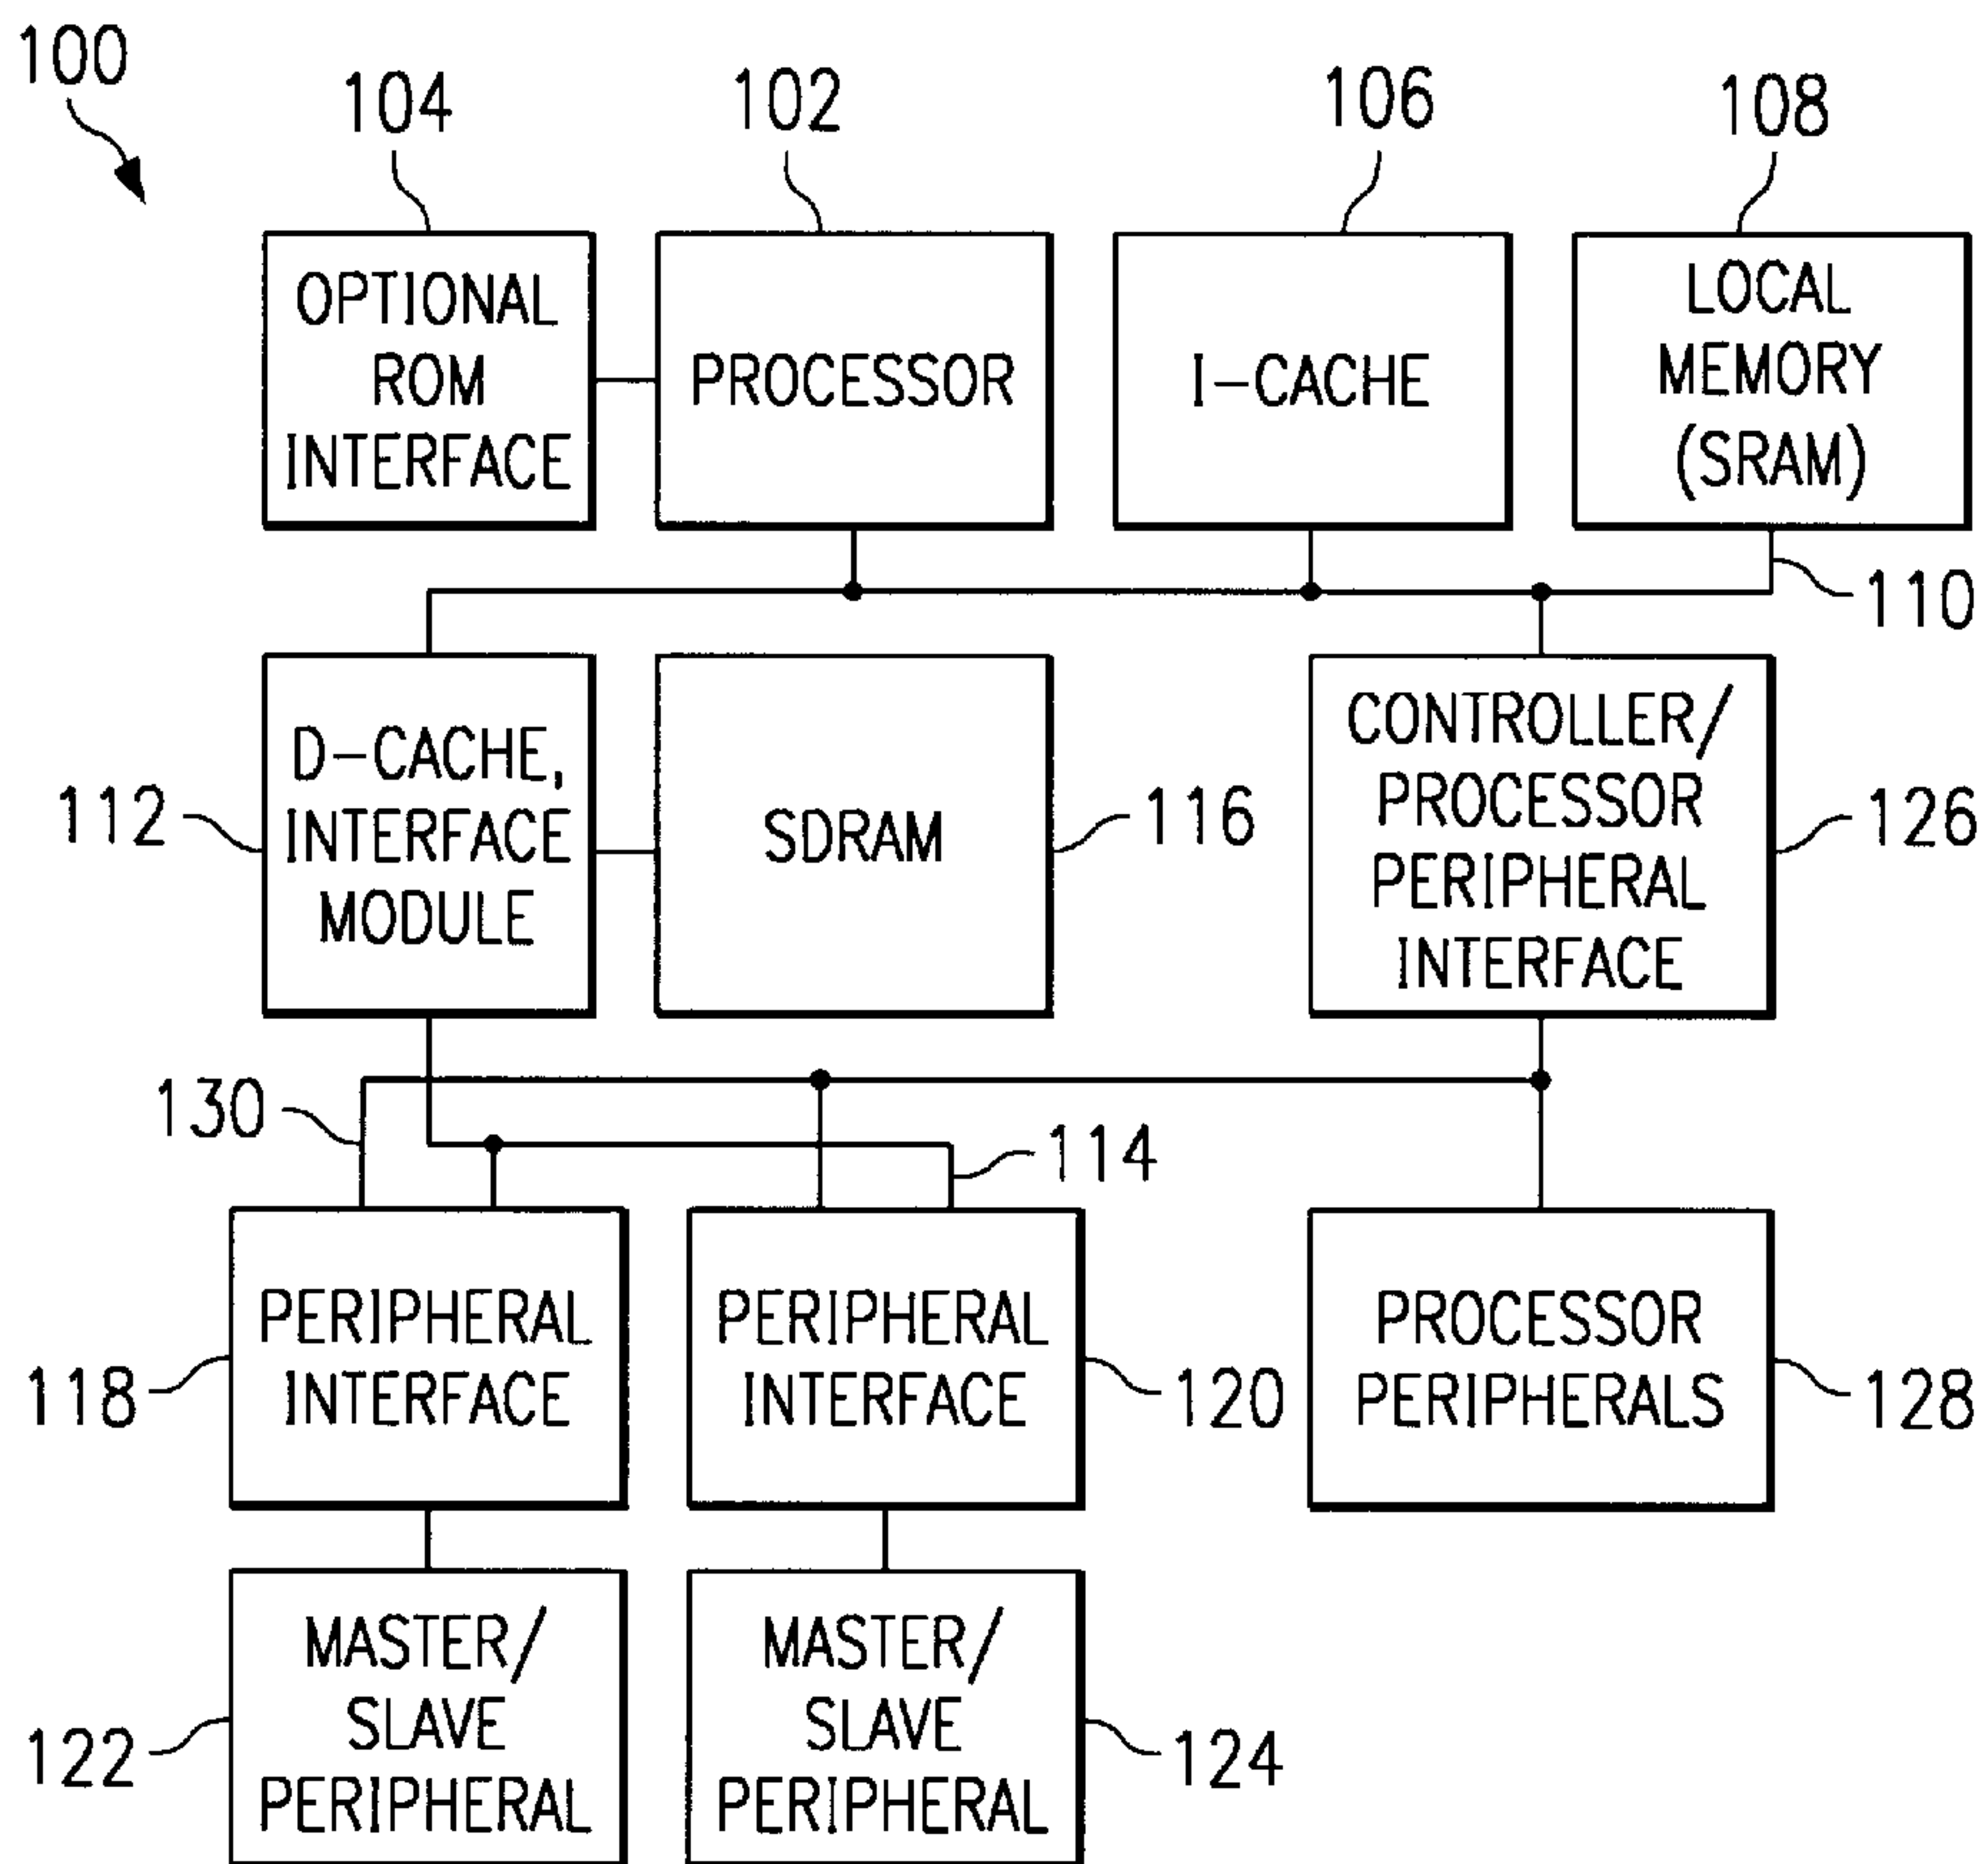 100
104
102
106
108
OPTIONAL
ROM
INTERFACE
PROCESSOR
I-CACHE
LOCAL
MEMORY
(SRAM)
110
D-CACHE,
INTERFACE
MODULE
112
SDRAM
116
CONTROLLER/
PROCESSOR
PERIPHERAL
INTERFACE
126
130
114
PERIPHERAL
INTERFACE
118
PERIPHERAL
INTERFACE
120
PROCESSOR
PERIPHERALS
128
MASTER/
SLAVE
PERIPHERAL
122
MASTER/
SLAVE
PERIPHERAL
124